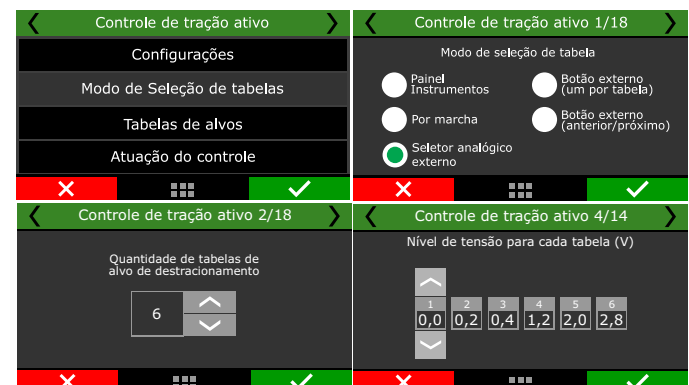 Controle de tração ativo
Configurações
Modo de Seleção de tabelas
Tabelas de alvos
Atuação do controle
Controle de tração ativo 1/18
Modo de seleção de tabela
Painel
Instrumentos
Botão externo
(um por tabela)
Por marcha
Botão externo
(anterior/próximo)
Seletor analógico
externo
Controle de tração ativo 2/18
Quantidade de tabelas de
alvo de destracionamento
6
Controle de tração ativo 4/14
Nível de tensão para cada tabela (V)
1 2 3 4 5 6
0,0 0,2 0,4 1,2 2,0 2,8